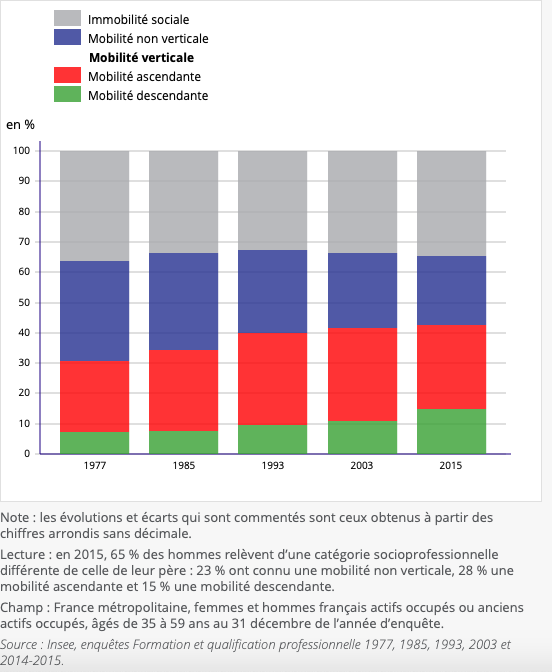 Immobilité sociale
Mobilité non verticale
Mobilité verticale
Mobilité ascendante
Mobilité descendante
en %
100
90
80
70
60
50
40
30
20
10
0
1977 1985 1993 2003 2015
Note : les évolutions et écarts qui sont commentés sont ceux obtenus à partir des
chiffres arrondis sans décimale.
Lecture : en 2015, 65 % des hommes relèvent d’une catégorie socioprofessionnelle
différente de celle de leur père : 23 % ont connu une mobilité non verticale, 28 % une
mobilité ascendante et 15 % une mobilité descendante.
Champ : France métropolitaine, femmes et hommes français actifs occupés ou anciens
actifs occupés, âgés de 35 à 59 ans au 31 décembre de l’année d’enquête.
Source : Insee, enquêtes Formation et qualification professionnelle 1977, 1985, 1993, 2003 et
2014-2015.